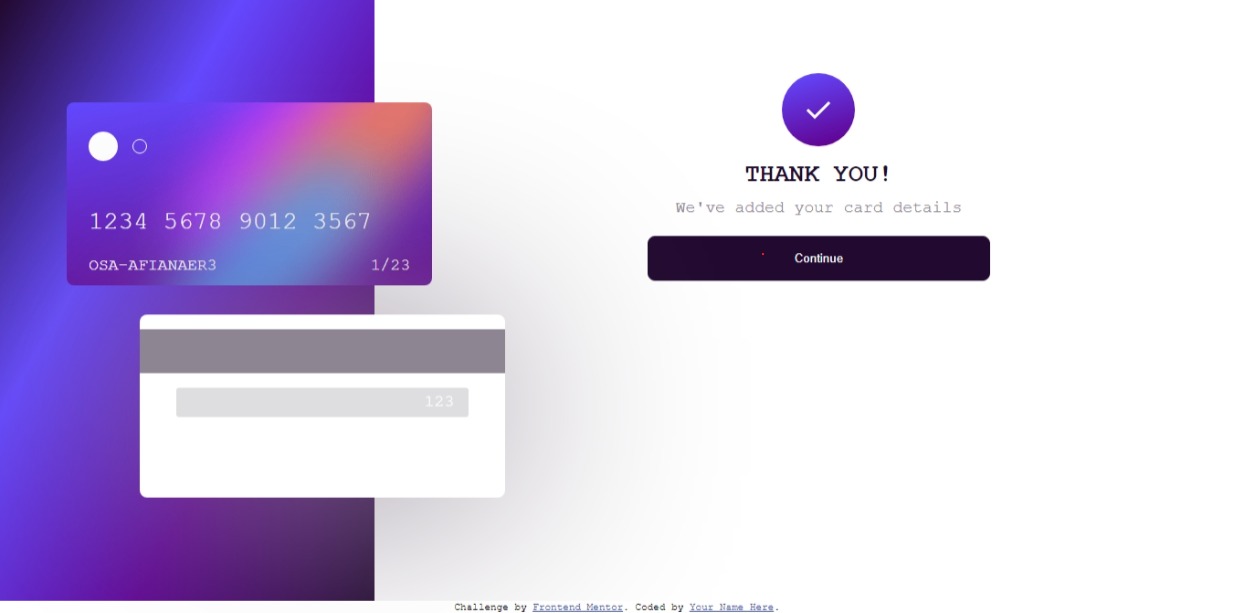 THANK YOU!
We've added your card details
Continue
1234 5678 9012 3567
OSA-AFIANAER3 1/23
123
Challenge by Frontend Mentor. Coded by Your Name Here.